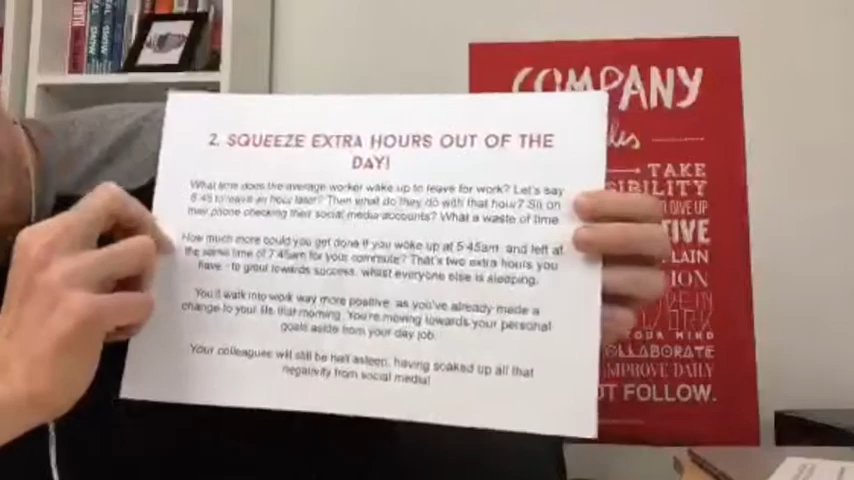 2. SQUEEZE EXTRA HOURS OUT OF THE
DAY!
What time does the average worker wake up to leave for work? Let's say
6:45 to leave an hour later? Then what do they do with that hour? Sit on
their phone checking their social media accounts? What a waste of time
How much more could you get done if you woke up at 5:45am, and left at
the same time of 7:45am for your commute? That's two extra hours you
have - to grow towards success, whilst everyone else is sleeping.
You'll walk into work way more positive, as you've already made a
change to your life that morning. You're moving towards your personal
goals aside from your day job.
Your colleagues will still be half asleep, having soaked up all that
negativity from social media!
COMPANY
TAKE
GIVE UP
YOUR MIND
COLLABORATE
IMPROVE DAILY
NOT FOLLOW.